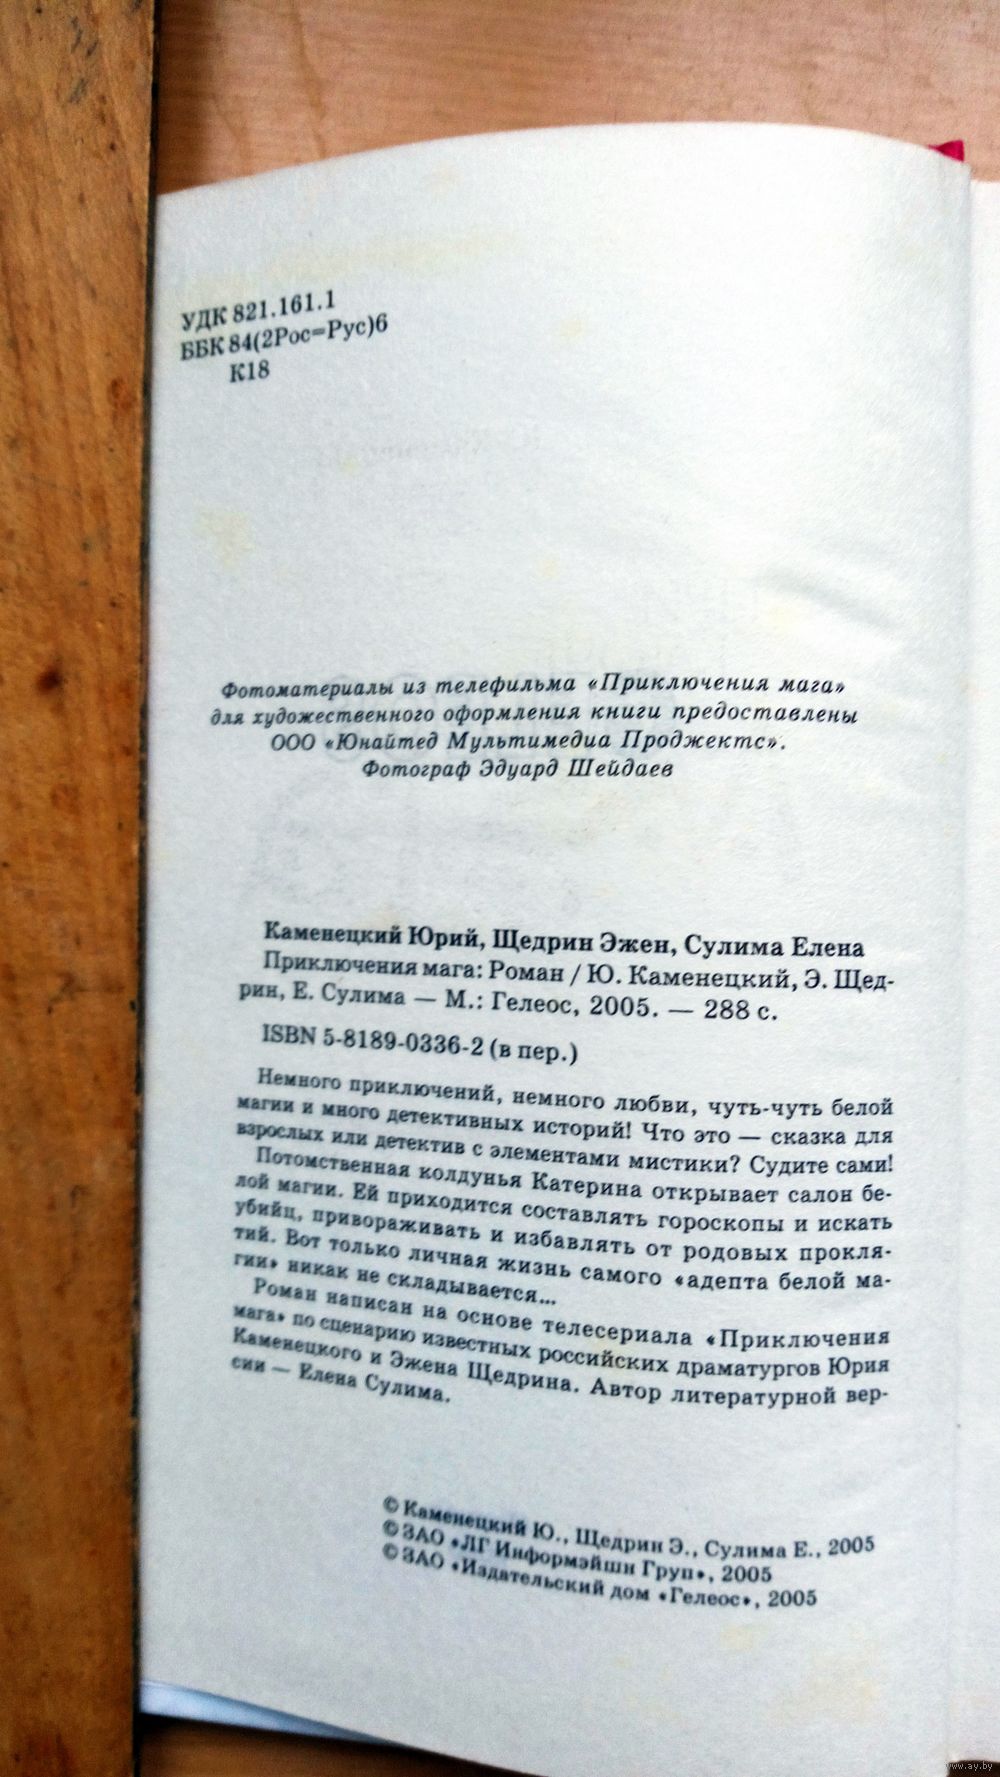 УДК 821.161.1
ББК 84(2Рос=Рус)6
К18
Фотоматериалы из телефильма «Приключения мага»
для художественного оформления книги предоставлены
ООО «Юнайтед Мультимедиа Проджектс».
Фотограф Эдуард Шейдаев
Каменецкий Юрий, Щедрин Эжен, Сулима Елена
Приключения мага: Роман / Ю. Каменецкий, Э. Щед-
рин, Е. Сулима — М.: Гелеос, 2005. — 288 с.
ISBN 5-8189-0336-2 (в пер.)
Немного приключений, немного любви, чуть-чуть белой
магии и много детективных историй! Что это — сказка для
взрослых или детектив с элементами мистики? Судите сами!
Потомственная колдунья Катерина открывает салон бе-
лой магии. Ей приходится составлять гороскопы и искать
убийц, привораживать и избавлять от родовых прокля-
тий. Вот только личная жизнь самого «адепта белой ма-
гии» никак не складывается...
Роман написан на основе телесериала «Приключения
мага» по сценарию известных российских драматургов Юрия
Каменецкого и Эжена Щедрина. Автор литературной вер-
сии — Елена Сулима.
© Каменецкий Ю., Щедрин Э., Сулима Е., 2005
© ЗАО «ЛГ Информэйшн Груп», 2005
© ЗАО «Издательский дом «Гелеос», 2005
www.ay.by